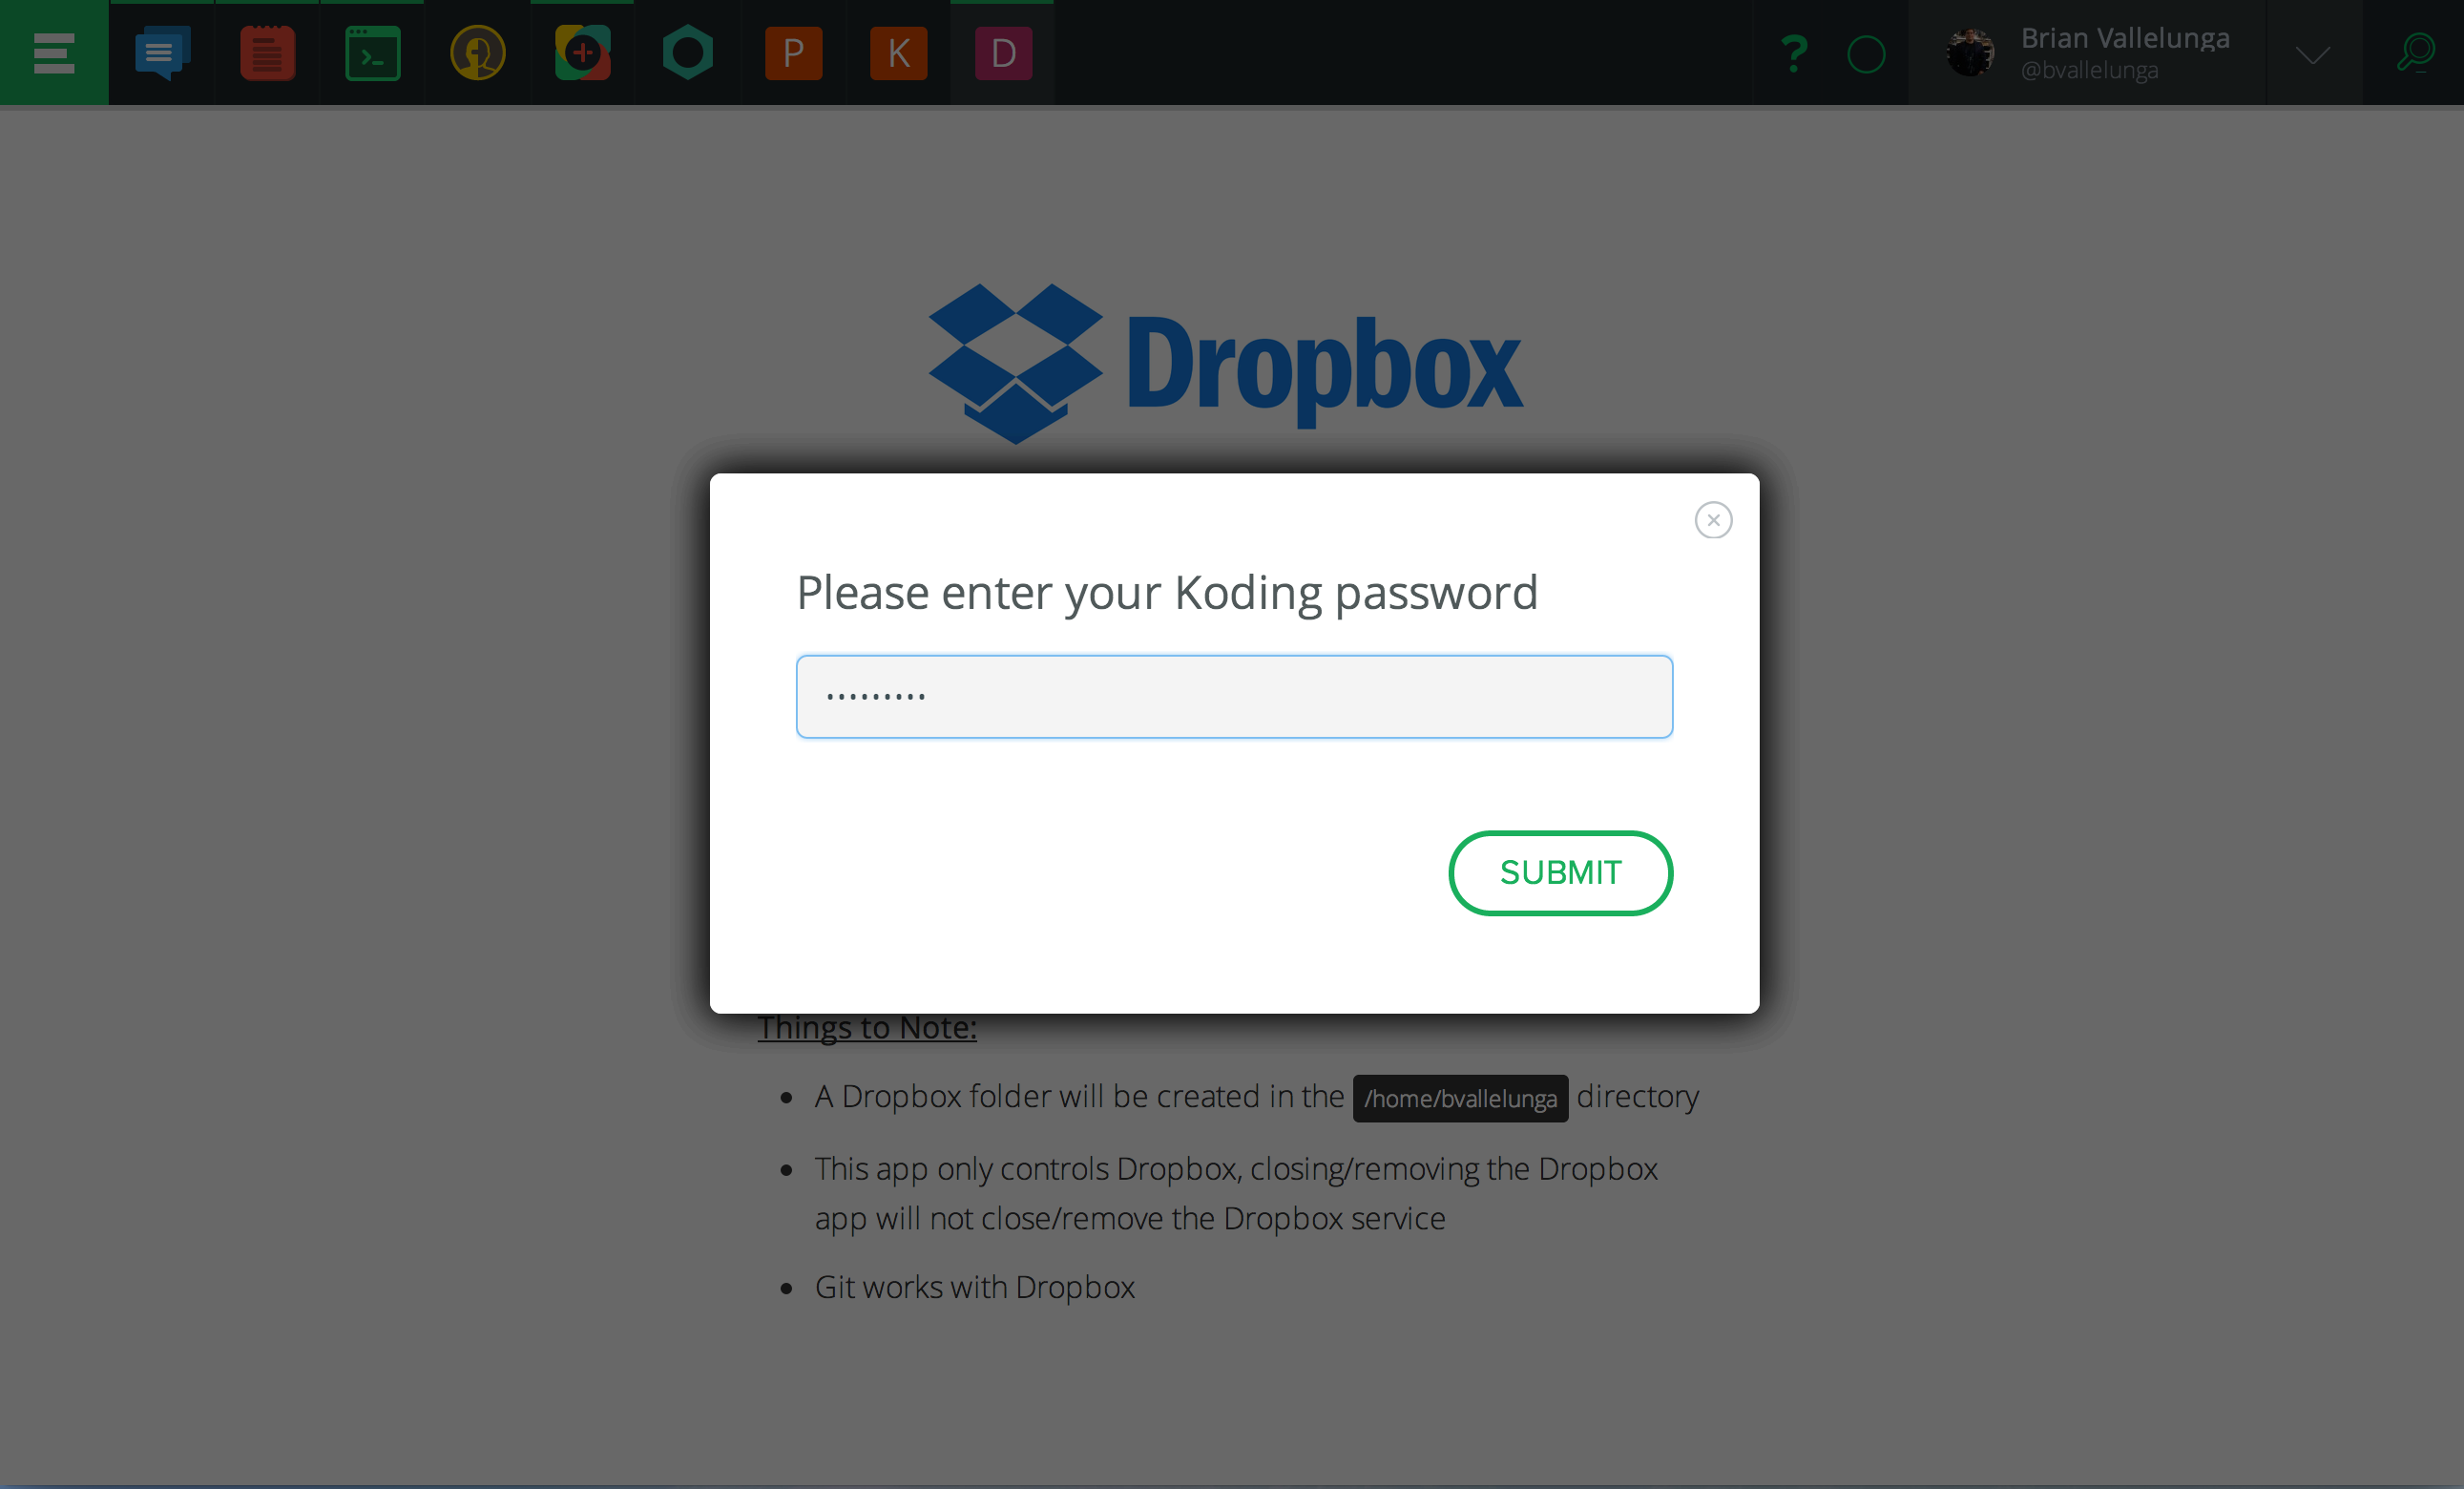 P
K
D
?
Brian Vallelunga
@bvallelunga
Dropbox
Please enter your Koding password
•••••••••
SUBMIT
Things to Note:
• A Dropbox folder will be created in the /home/bvallelunga directory
• This app only controls Dropbox, closing/removing the Dropbox
app will not close/remove the Dropbox service
• Git works with Dropbox